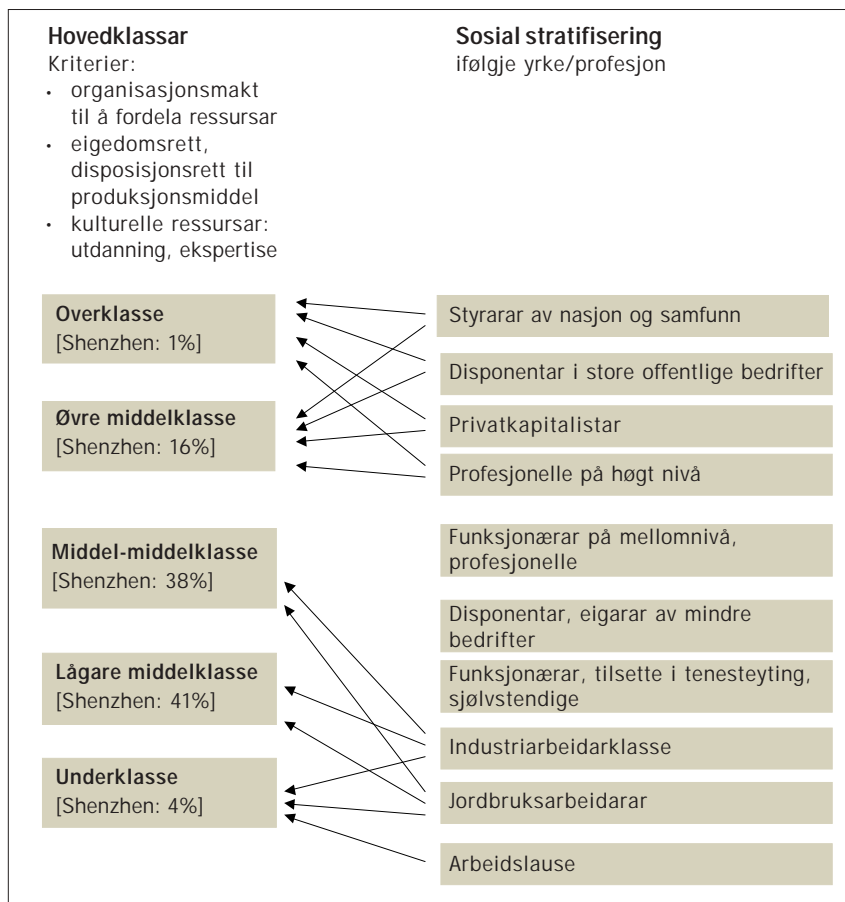 Hovedklassar
Kriterier:
• organisasjonsmakt
til å fordela ressursar
• eigedomsrett,
disposisjonsrett til
produksjonsmiddel
• kulturelle ressursar:
utdanning, ekspertise
Sosial stratifisering
ifølgje yrke/profesjon
Overklasse
[Shenzhen: 1%]
Øvre middelklasse
[Shenzhen: 16%]
Middel-middelklasse
[Shenzhen: 38%]
Lågare middelklasse
[Shenzhen: 41%]
Underklasse
[Shenzhen: 4%]
Styrarar av nasjon og samfunn
Disponentar i store offentlige bedrifter
Privatkapitalistar
Profesjonelle på høgt nivå
Funksjonærar på mellomnivå,
profesjonelle
Disponentar, eigarar av mindre
bedrifter
Funksjonærar, tilsette i tenesteyting,
sjølvstendige
Industriarbeidarklasse
Jordbruksarbeidarar
Arbeidslause